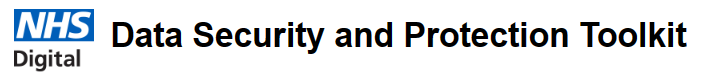 NHS
Digital
Data Security and Protection Toolkit